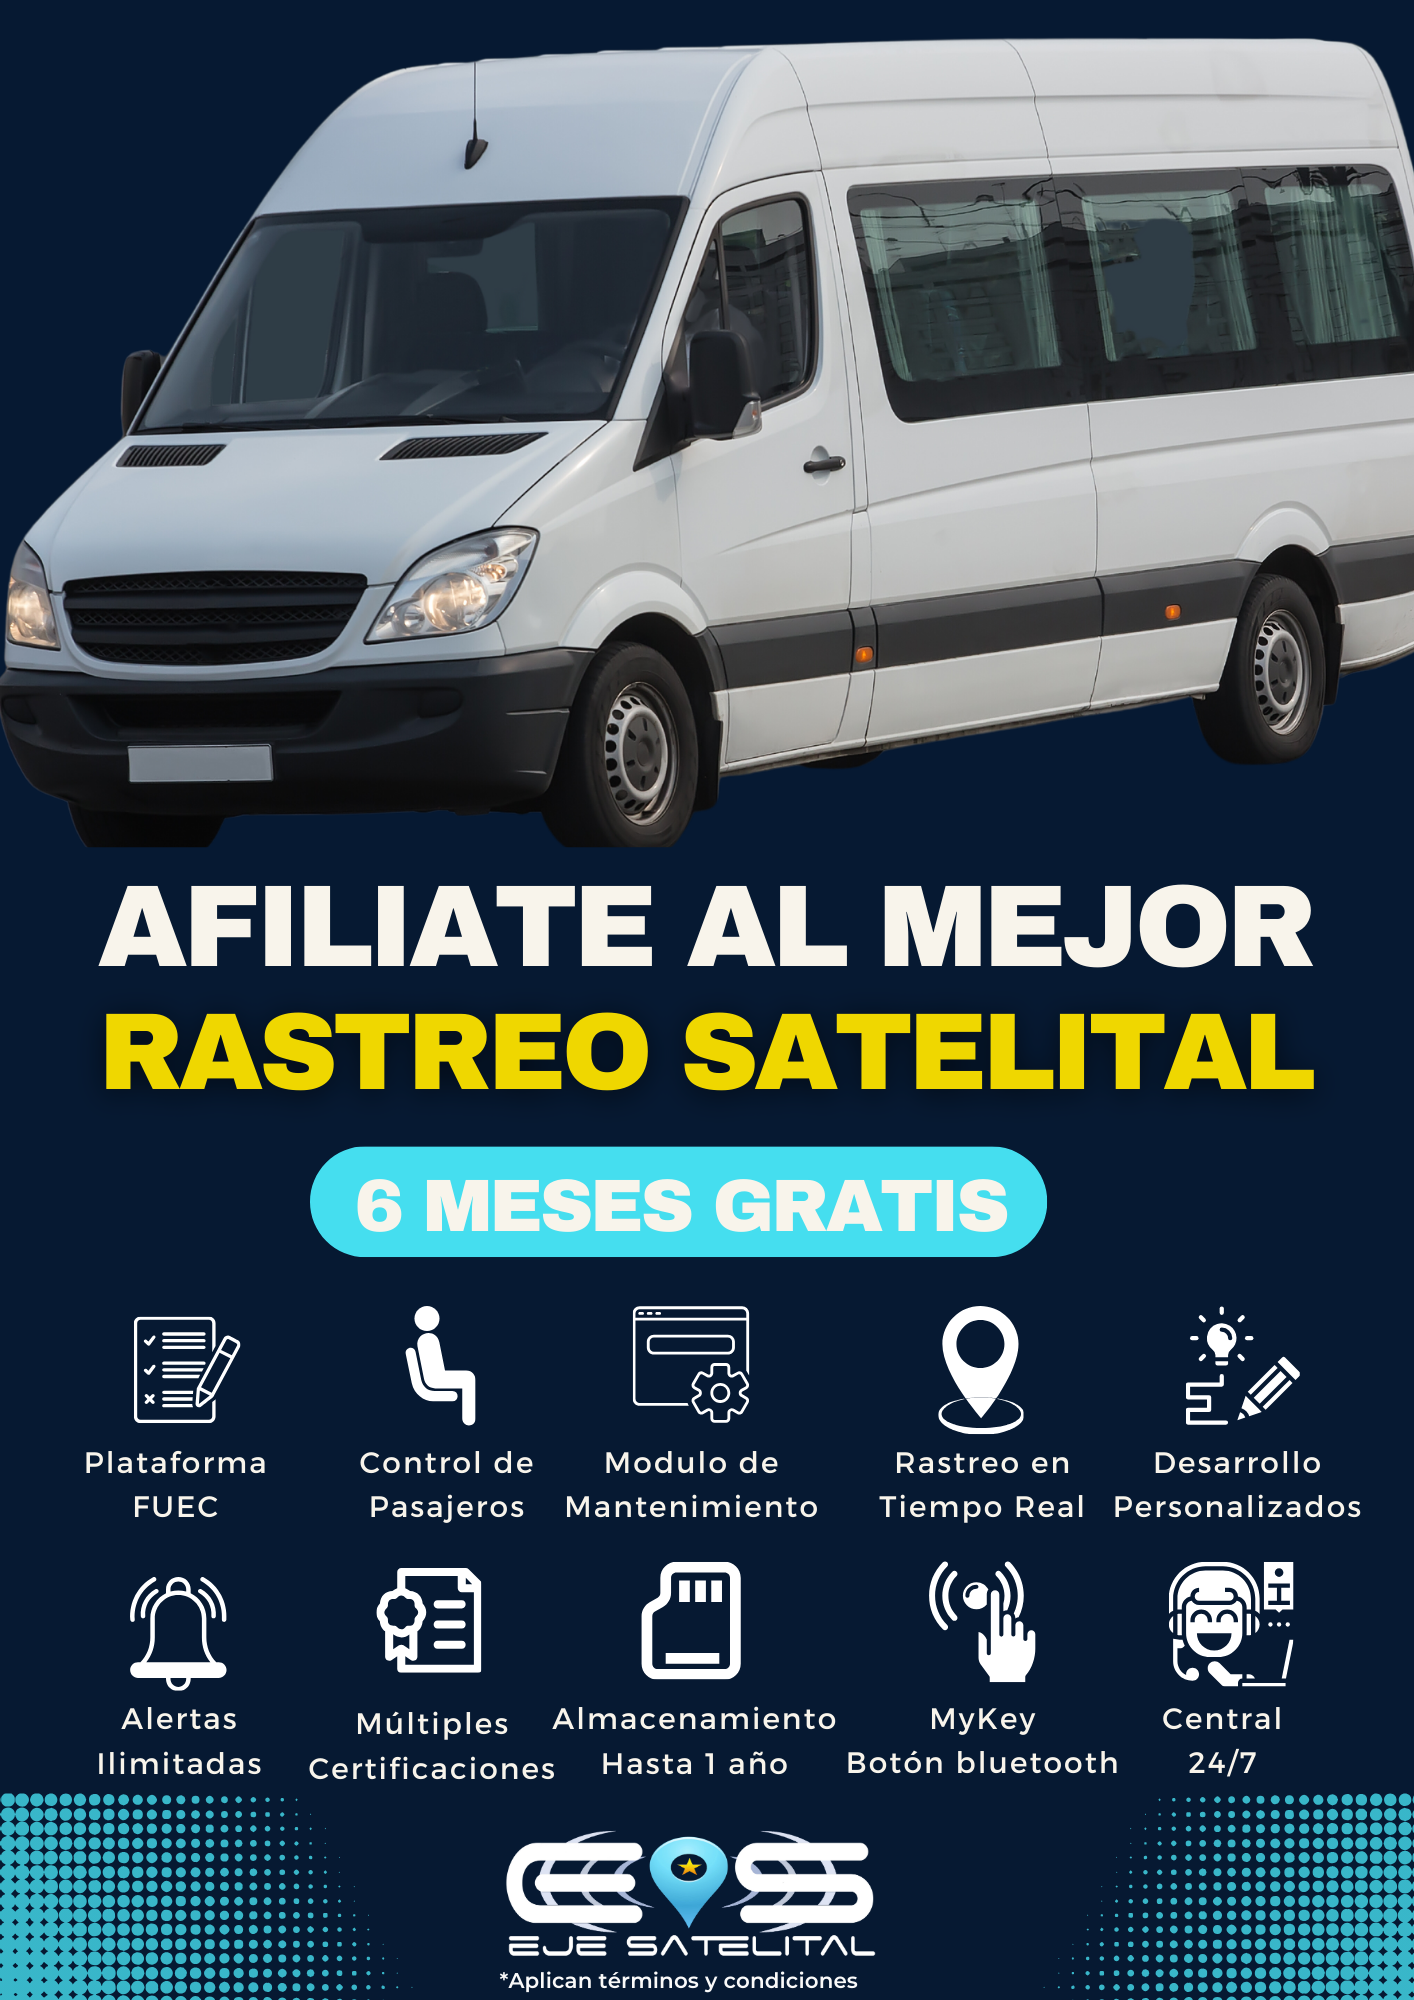 AFILIATE AL MEJOR
RASTREO SATELITAL
6 MESES GRATIS
Plataforma
FUEC
Control de
Pasajeros
Modulo de
Mantenimiento
Rastreo en
Tiempo Real
Desarrollo
Personalizados
Alertas
Ilimitadas
Múltiples
Certificaciones
Almacenamiento
Hasta 1 año
MyKey
Botón bluetooth
Central
24/7
EJE SATELITAL
*Aplican términos y condiciones